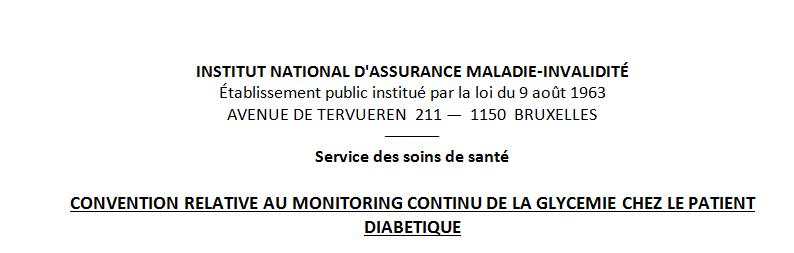 INSTITUT NATIONAL D'ASSURANCE MALADIE-INVALIDITÉ
Établissement public institué par la loi du 9 août 1963
AVENUE DE TERVUEREN 211 — 1150 BRUXELLES
Service des soins de santé
CONVENTION RELATIVE AU MONITORING CONTINU DE LA GLYCEMIE CHEZ LE PATIENT
DIABETIQUE